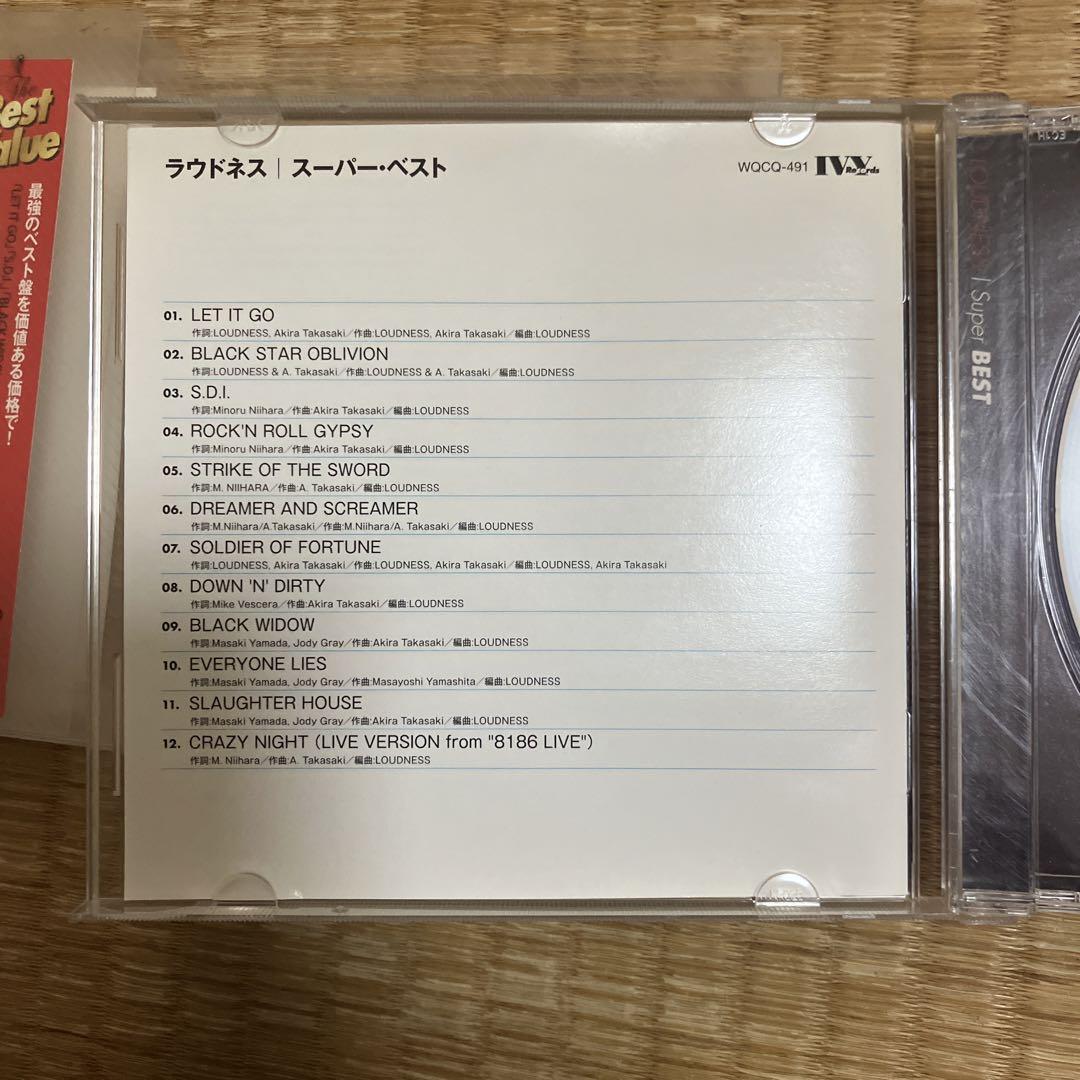 The
Best
Value
最強のベスト盤を価値ある価格で!
「LET IT GO」「S.D.I.」「BLACK
ラウドネス|スーパー・ベスト
WQCQ-491 IVY Records
01. LET IT GO
作詞:LOUDNESS, Akira Takasaki/作曲:LOUDNESS, Akira Takasaki/編曲:LOUDNESS
02. BLACK STAR OBLIVION
作詞:LOUDNESS & A. Takasaki/作曲:LOUDNESS & A. Takasaki/編曲:LOUDNESS
03. S.D.I.
作詞:Minoru Niihara/作曲:Akira Takasaki/編曲:LOUDNESS
04. ROCK'N ROLL GYPSY
作詞:Minoru Niihara/作曲:Akira Takasaki/編曲:LOUDNESS
05. STRIKE OF THE SWORD
作詞:M. NIIHARA/作曲:A. Takasaki/編曲:LOUDNESS
06. DREAMER AND SCREAMER
作詞:M.Niihara/A.Takasaki/作曲:M.Niihara/A. Takasaki/編曲:LOUDNESS
07. SOLDIER OF FORTUNE
作詞:LOUDNESS, Akira Takasaki/作曲:LOUDNESS, Akira Takasaki/編曲:LOUDNESS, Akira Takasaki
08. DOWN 'N' DIRTY
作詞:Mike Vescera/作曲:Akira Takasaki/編曲:LOUDNESS
09. BLACK WIDOW
作詞:Masaki Yamada, Jody Gray/作曲:Akira Takasaki/編曲:LOUDNESS
10. EVERYONE LIES
作詞:Masaki Yamada, Jody Gray/作曲:Masayoshi Yamashita/編曲:LOUDNESS
11. SLAUGHTER HOUSE
作詞:Masaki Yamada, Jody Gray/作曲:Akira Takasaki/編曲:LOUDNESS
12. CRAZY NIGHT (LIVE VERSION from "8186 LIVE")
作詞:M. Niihara/作曲:A. Takasaki/編曲:LOUDNESS
LOUDNESS | Super BEST